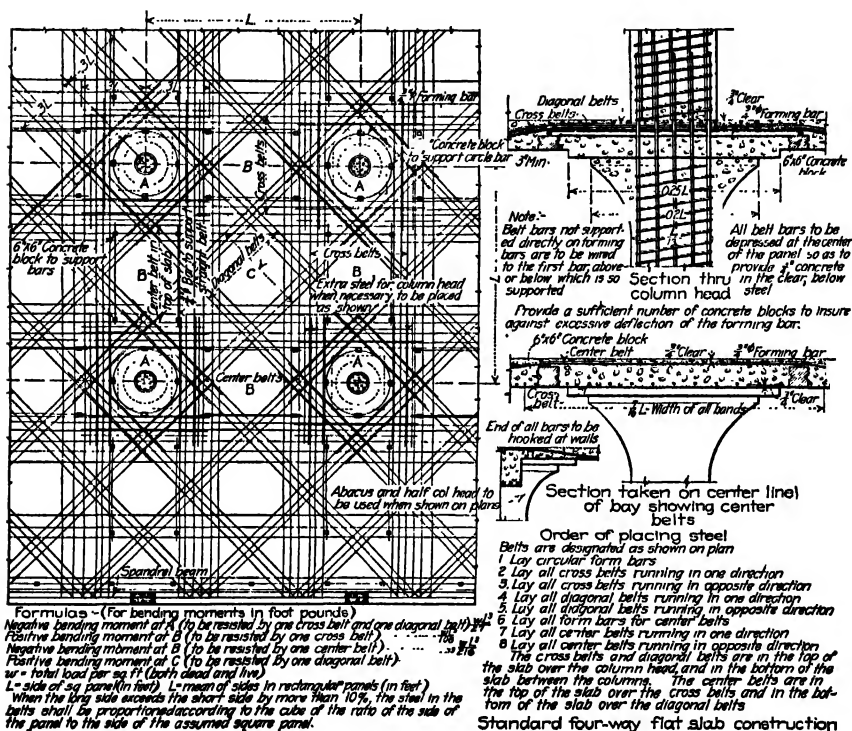 L
.3L
.3L
¾"ϕ Forming bar
"Concrete block
to support circle bar
A
B
A
Cross belts
6"x6" Concrete
block to support
bars
B
Center belt in
top of slab
Bar to support
straight belt
Diagonal belts
C
L
Cross belts
B
Extra steel for column head
when necessary to be placed
as shown
A
A
Center belts
B
Abacus and half col head to
be used when shown on plans
Spandrel beam
L
Diagonal belts
Cross belts
¾" Clear
¾"ϕ
Forming bar
3" Min.
6"x6" Concrete
block
0.25L
Note:-
Belt bars not support-
ed directly on forming
bars are to be wired
to the first bar, above
or below which is so
supported
Section thru
column head
All belt bars to be
depressed at the center
of the panel so as to
provide concrete
in the clear, below
steel
Provide a sufficient number of concrete blocks to insure
against excessive deflection of the forming bar.
6"x6" Concrete block
Center belt
¾" Clear
¾"ϕ Forming bar
Cross
belt
L-Width of all bands
Clear
End of all bars to be
hooked at walls
Section taken on center line
of bay showing center
belts
Order of placing steel
Belts are designated as shown on plan
1 Lay circular form bars
2 Lay all cross belts running in one direction
3 Lay all cross belts running in opposite direction
4 Lay all diagonal belts running in one direction
5 Lay all diagonal belts running in opposite direction
6 Lay all form bars for center belts
7 Lay all center belts running in one direction
8 Lay all center belts running in opposite direction
The cross belts and diagonal belts are in the top of
the slab over the column head, and in the bottom of the
slab between the columns. The center belts are in
the top of the slab over the cross belts and in the bot-
tom of the slab over the diagonal belts
Standard four-way flat slab construction
Formulas - (For bending moments in foot pounds)
Negative bending moment at A (to be resisted by one cross belt and one diagonal belt)
Positive bending moment at B (to be resisted by one cross belt)
Negative bending moment at B (to be resisted by one center belt)
Positive bending moment at C (to be resisted by one diagonal belt)
w = total load per sq ft (both dead and live)
L = side of sq panel (in feet) L = mean of sides in rectangular panels (in feet)
When the long side exceeds the short side by more than 10%, the steel in the
belts shall be proportioned according to the cube of the ratio of the side of
the panel to the side of the assumed square panel.